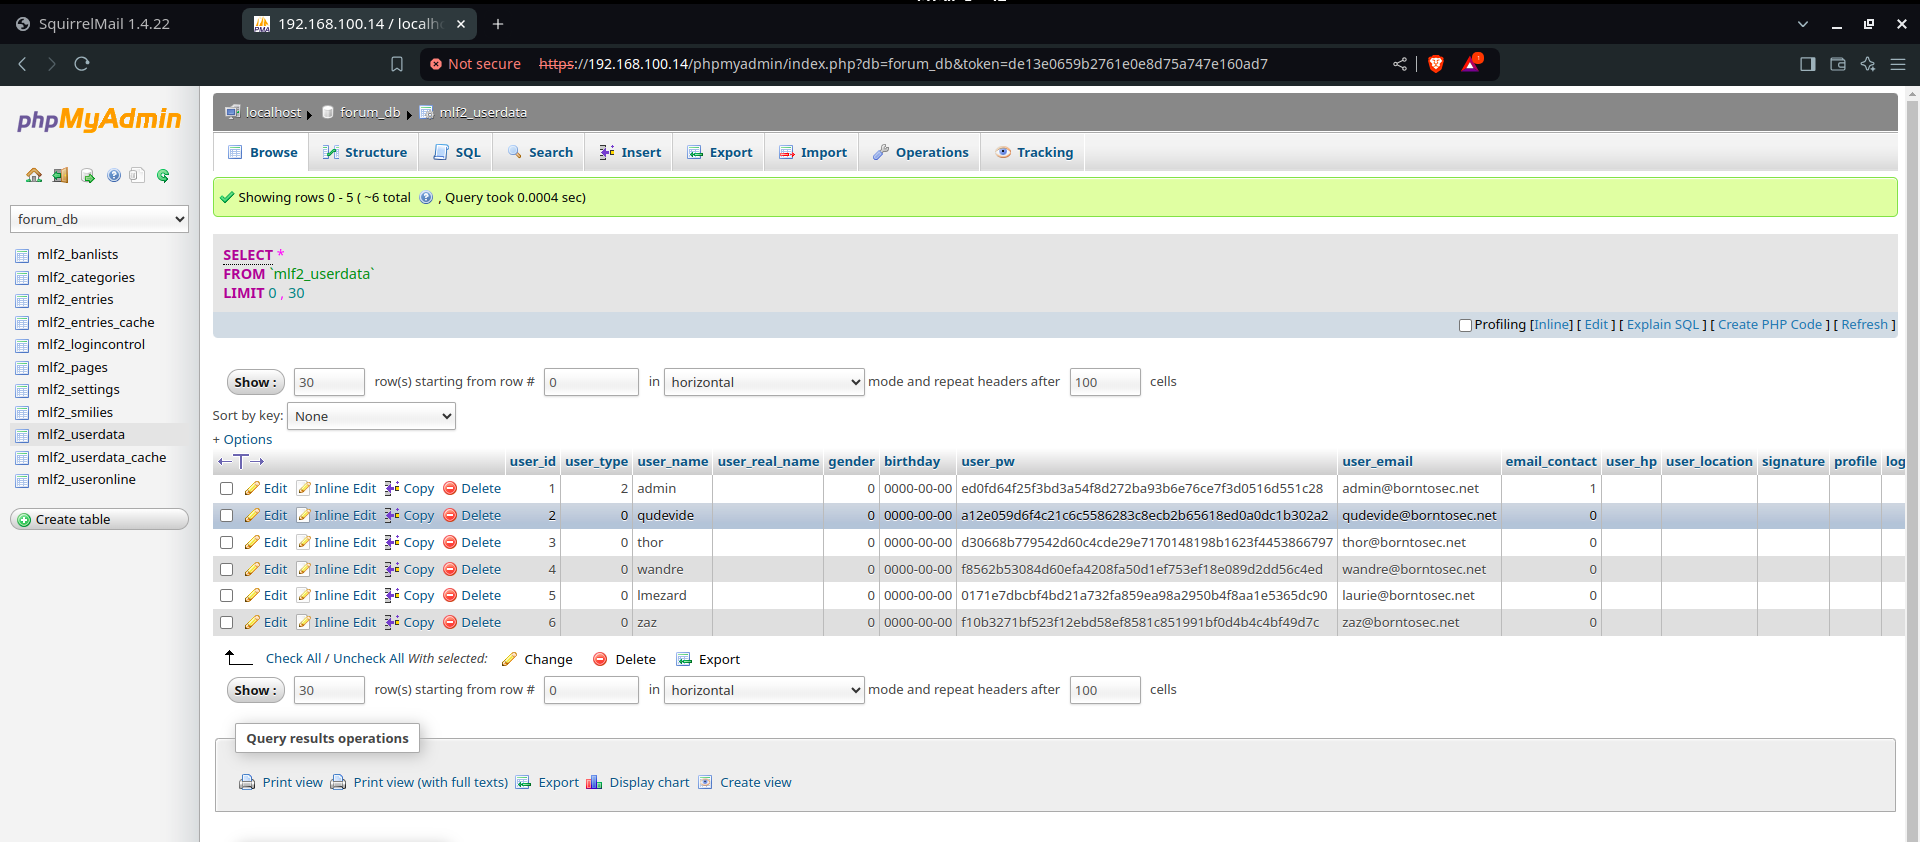 SquirrelMail 1.4.22
192.168.100.14 / localh
Not secure https://192.168.100.14/phpmyadmin/index.php?db=forum_db&token=de13e0659b2761e0e8d75a747e160ad7
phpMyAdmin
forum_db
mlf2_banlists
mlf2_categories
mlf2_entries
mlf2_entries_cache
mlf2_logincontrol
mlf2_pages
mlf2_settings
mlf2_smilies
mlf2_userdata
mlf2_userdata_cache
mlf2_useronline
Create table
localhost forum_db mlf2_userdata
Browse Structure SQL Search Insert Export Import Operations Tracking
Showing rows 0 - 5 ( ~6 total , Query took 0.0004 sec)
SELECT *
FROM `mlf2_userdata`
LIMIT 0 , 30
Profiling [Inline] [ Edit ] [ Explain SQL ] [ Create PHP Code ] [ Refresh ]
Show : 30 row(s) starting from row # 0 in horizontal mode and repeat headers after 100 cells
Sort by key: None
+ Options
←T→ user_id user_type user_name user_real_name gender birthday user_pw user_email email_contact user_hp user_location signature profile log
Edit Inline Edit Copy Delete 1 2 admin 0 0000-00-00 ed0fd64f25f3bd3a54f8d272ba93b6e76ce7f3d0516d551c28 admin@borntosec.net 1
Edit Inline Edit Copy Delete 2 0 qudevide 0 0000-00-00 a12e059d6f4c21c6c5586283c8ecb2b65618ed0a0dc1b302a2 qudevide@borntosec.net 0
Edit Inline Edit Copy Delete 3 0 thor 0 0000-00-00 d30668b779542d60c4cde29e7170148198b1623f4453866797 thor@borntosec.net 0
Edit Inline Edit Copy Delete 4 0 wandre 0 0000-00-00 f8562b53084d60efa4208fa50d1ef753ef18e089d2dd56c4ed wandre@borntosec.net 0
Edit Inline Edit Copy Delete 5 0 lmezard 0 0000-00-00 0171e7dbcbf4bd21a732fa859ea98a2950b4f8aa1e5365dc90 laurie@borntosec.net 0
Edit Inline Edit Copy Delete 6 0 zaz 0 0000-00-00 f10b3271bf523f12ebd58ef8581c851991bf0d4b4c4bf49d7c zaz@borntosec.net 0
Check All / Uncheck All With selected: Change Delete Export
Show : 30 row(s) starting from row # 0 in horizontal mode and repeat headers after 100 cells
Query results operations
Print view Print view (with full texts) Export Display chart Create view